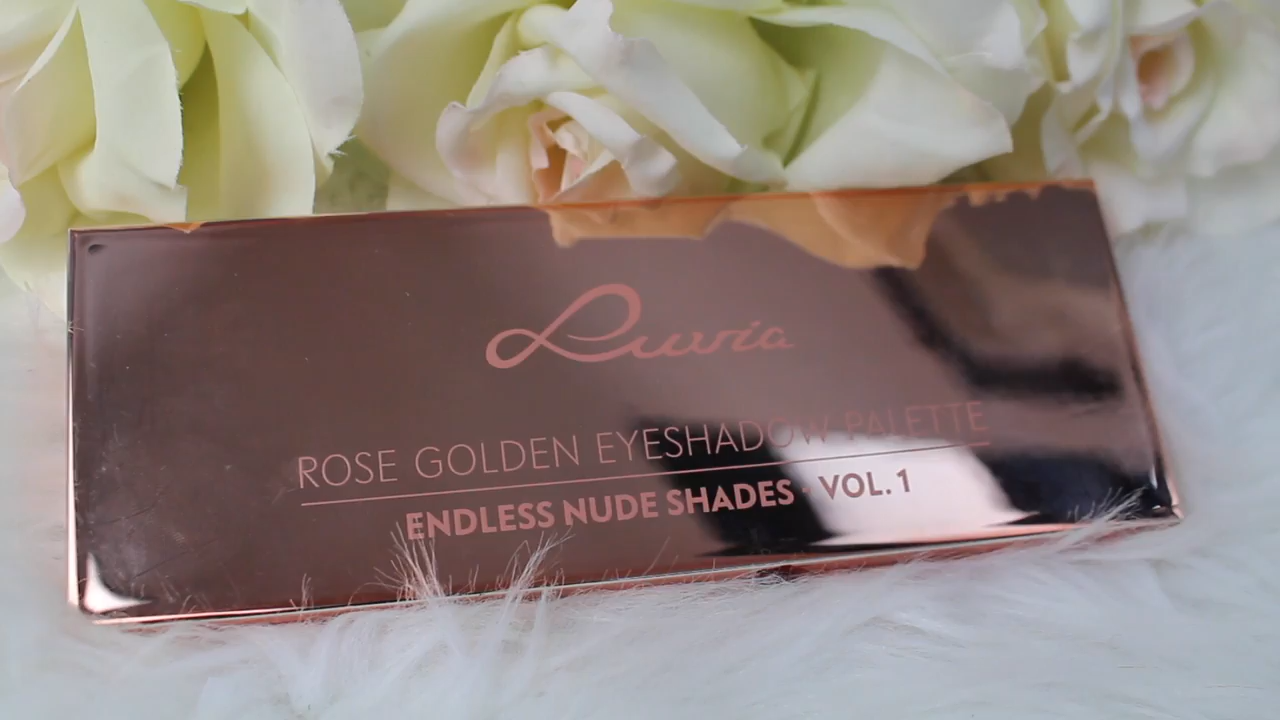 Luvia
ROSE GOLDEN EYESHADOW PALETTE
ENDLESS NUDE SHADES · VOL. 1